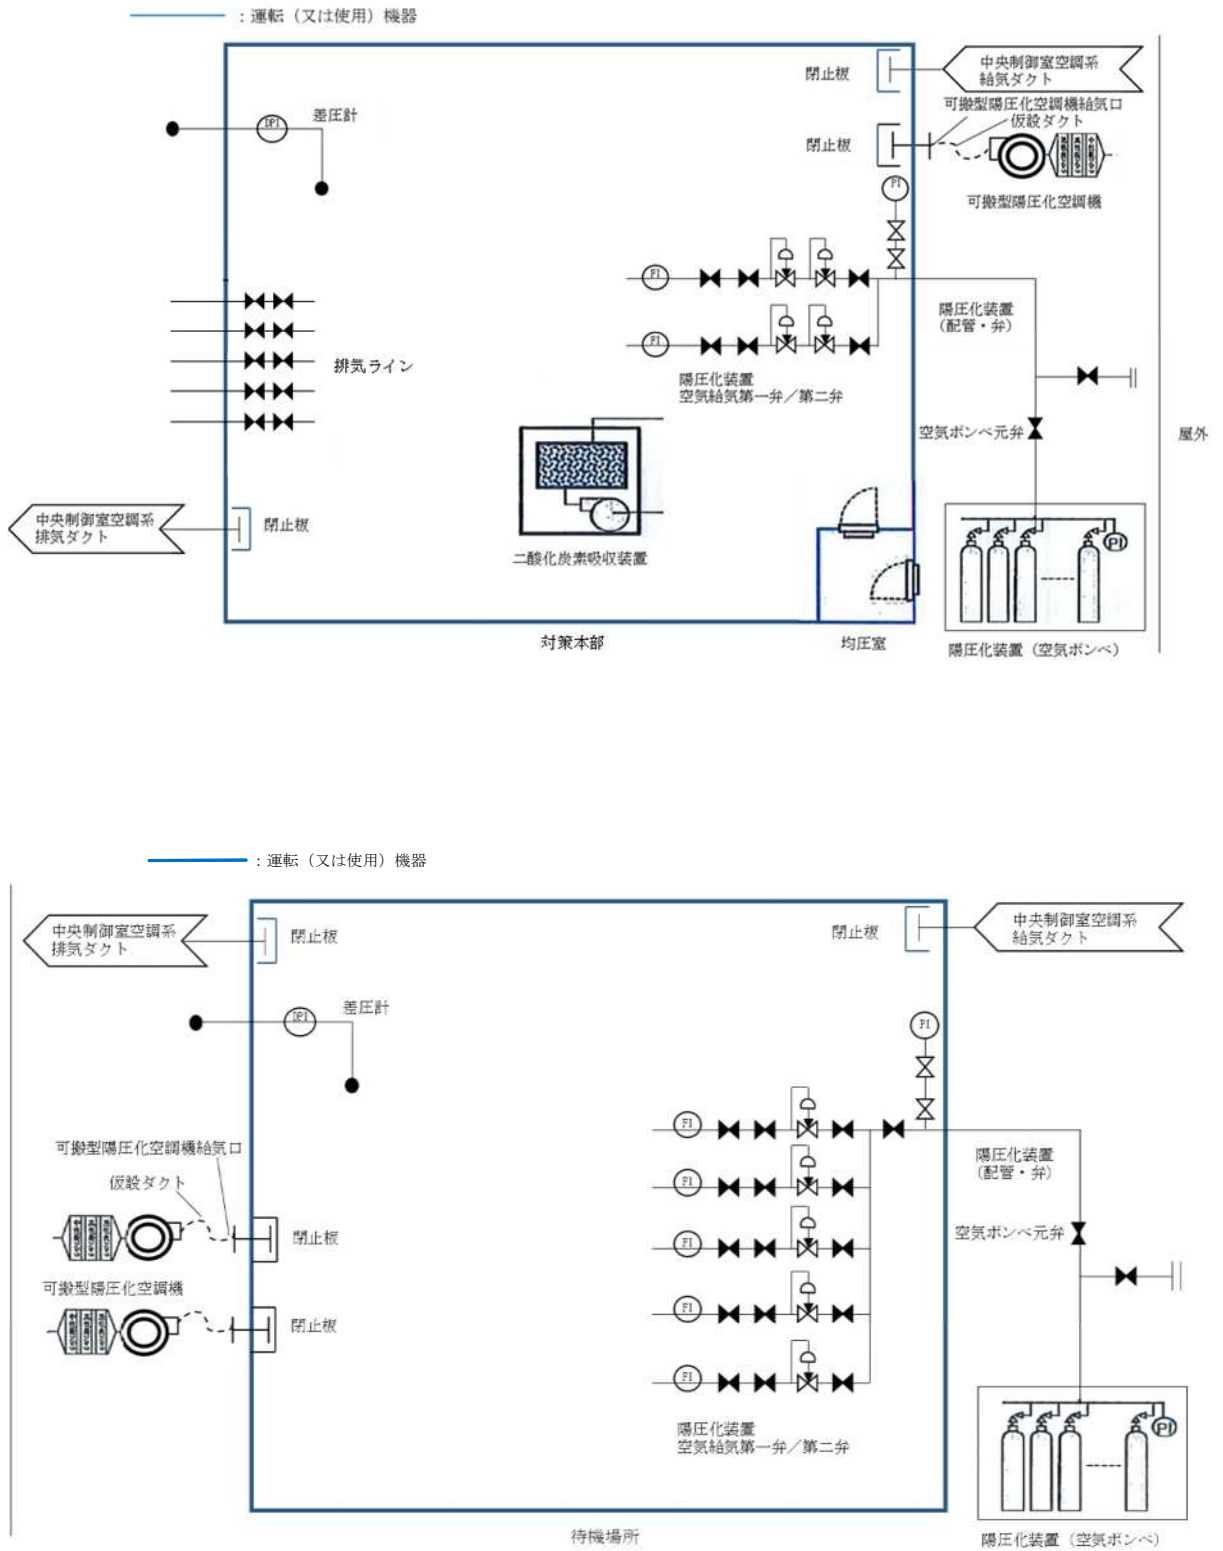 ：運転（又は使用）機器
中央制御室空調系
給気ダクト
閉止板
可搬型陽圧化空調機給気口
仮設ダクト
差圧計
DPI
閉止板
可搬型陽圧化空調機
PI
FI
陽圧化装置
(配管・弁)
FI
排気ライン
陽圧化装置
空気給気第一弁／第二弁
空気ボンベ元弁
屋外
中央制御室空調系
排気ダクト
閉止板
二酸化炭素吸収装置
PI
対策本部
均圧室
陽圧化装置（空気ボンベ）
：運転（又は使用）機器
中央制御室空調系
排気ダクト
閉止板
閉止板
中央制御室空調系
給気ダクト
差圧計
DPI
PI
FI
可搬型陽圧化空調機給気口
陽圧化装置
(配管・弁)
仮設ダクト
FI
閉止板
FI
空気ボンベ元弁
可搬型陽圧化空調機
FI
閉止板
FI
陽圧化装置
空気給気第一弁／第二弁
PI
待機場所
陽圧化装置（空気ボンベ）